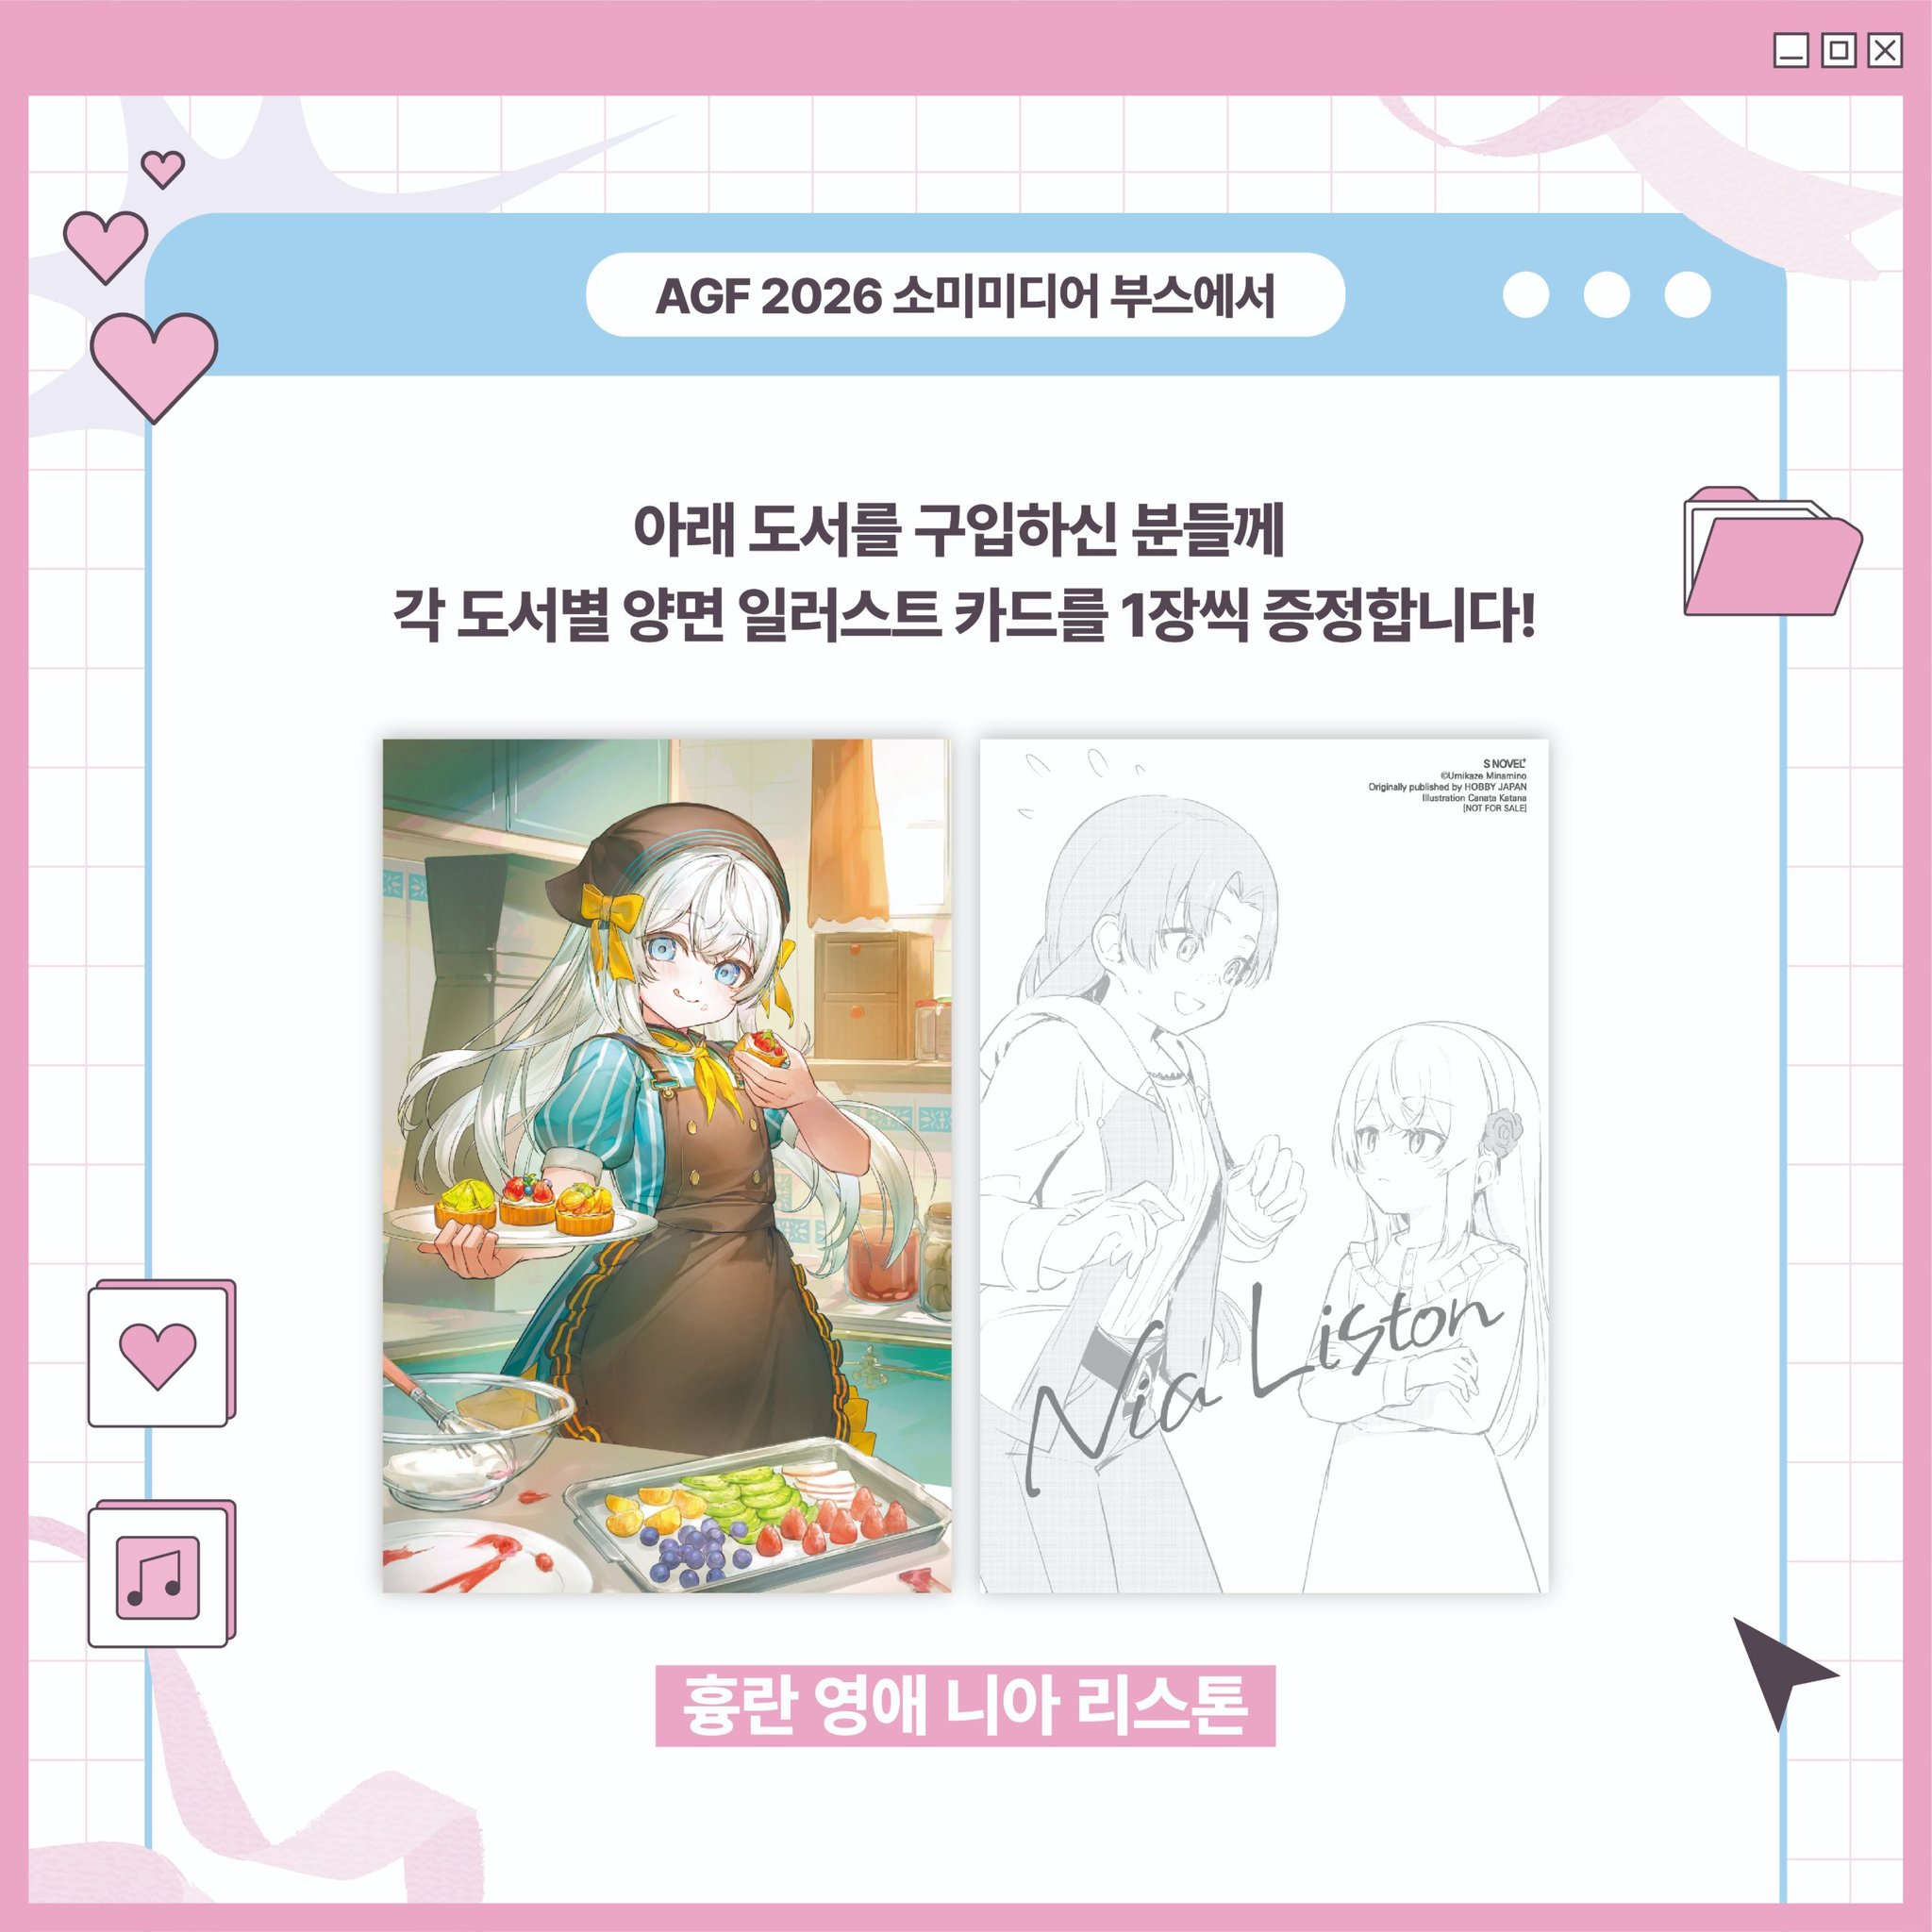 AGF 2026 소미미디어 부스에서
아래 도서를 구입하신 분들께
각 도서별 양면 일러스트 카드를 1장씩 증정합니다!
S NOVEL+
©Umikaze Minamino
Originally published by HOBBY JAPAN
Illustration Canata Katana
[NOT FOR SALE]
Nia Liston
흉란 영애 니아 리스톤